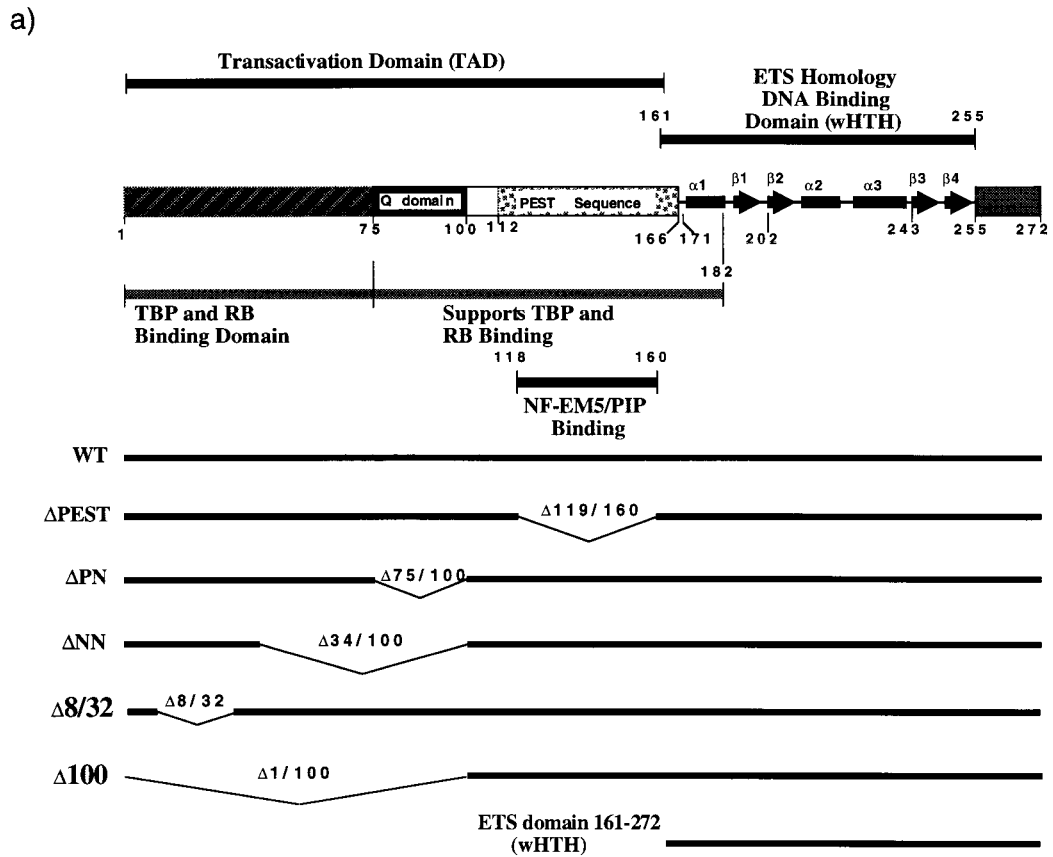 a)
Transactivation Domain (TAD)
ETS Homology
DNA Binding
Domain (wHTH)
161
255
Q domain
PEST Sequence
α1
β1
β2
α2
α3
β3
β4
1
75
100
112
166
171
202
243
255
272
182
TBP and RB
Binding Domain
Supports TBP and
RB Binding
118
160
NF-EM5/PIP
Binding
WT
ΔPEST
Δ119/160
ΔPN
Δ75/100
ΔNN
Δ34/100
Δ8/32
Δ8/32
Δ100
Δ1/100
ETS domain 161-272
(wHTH)